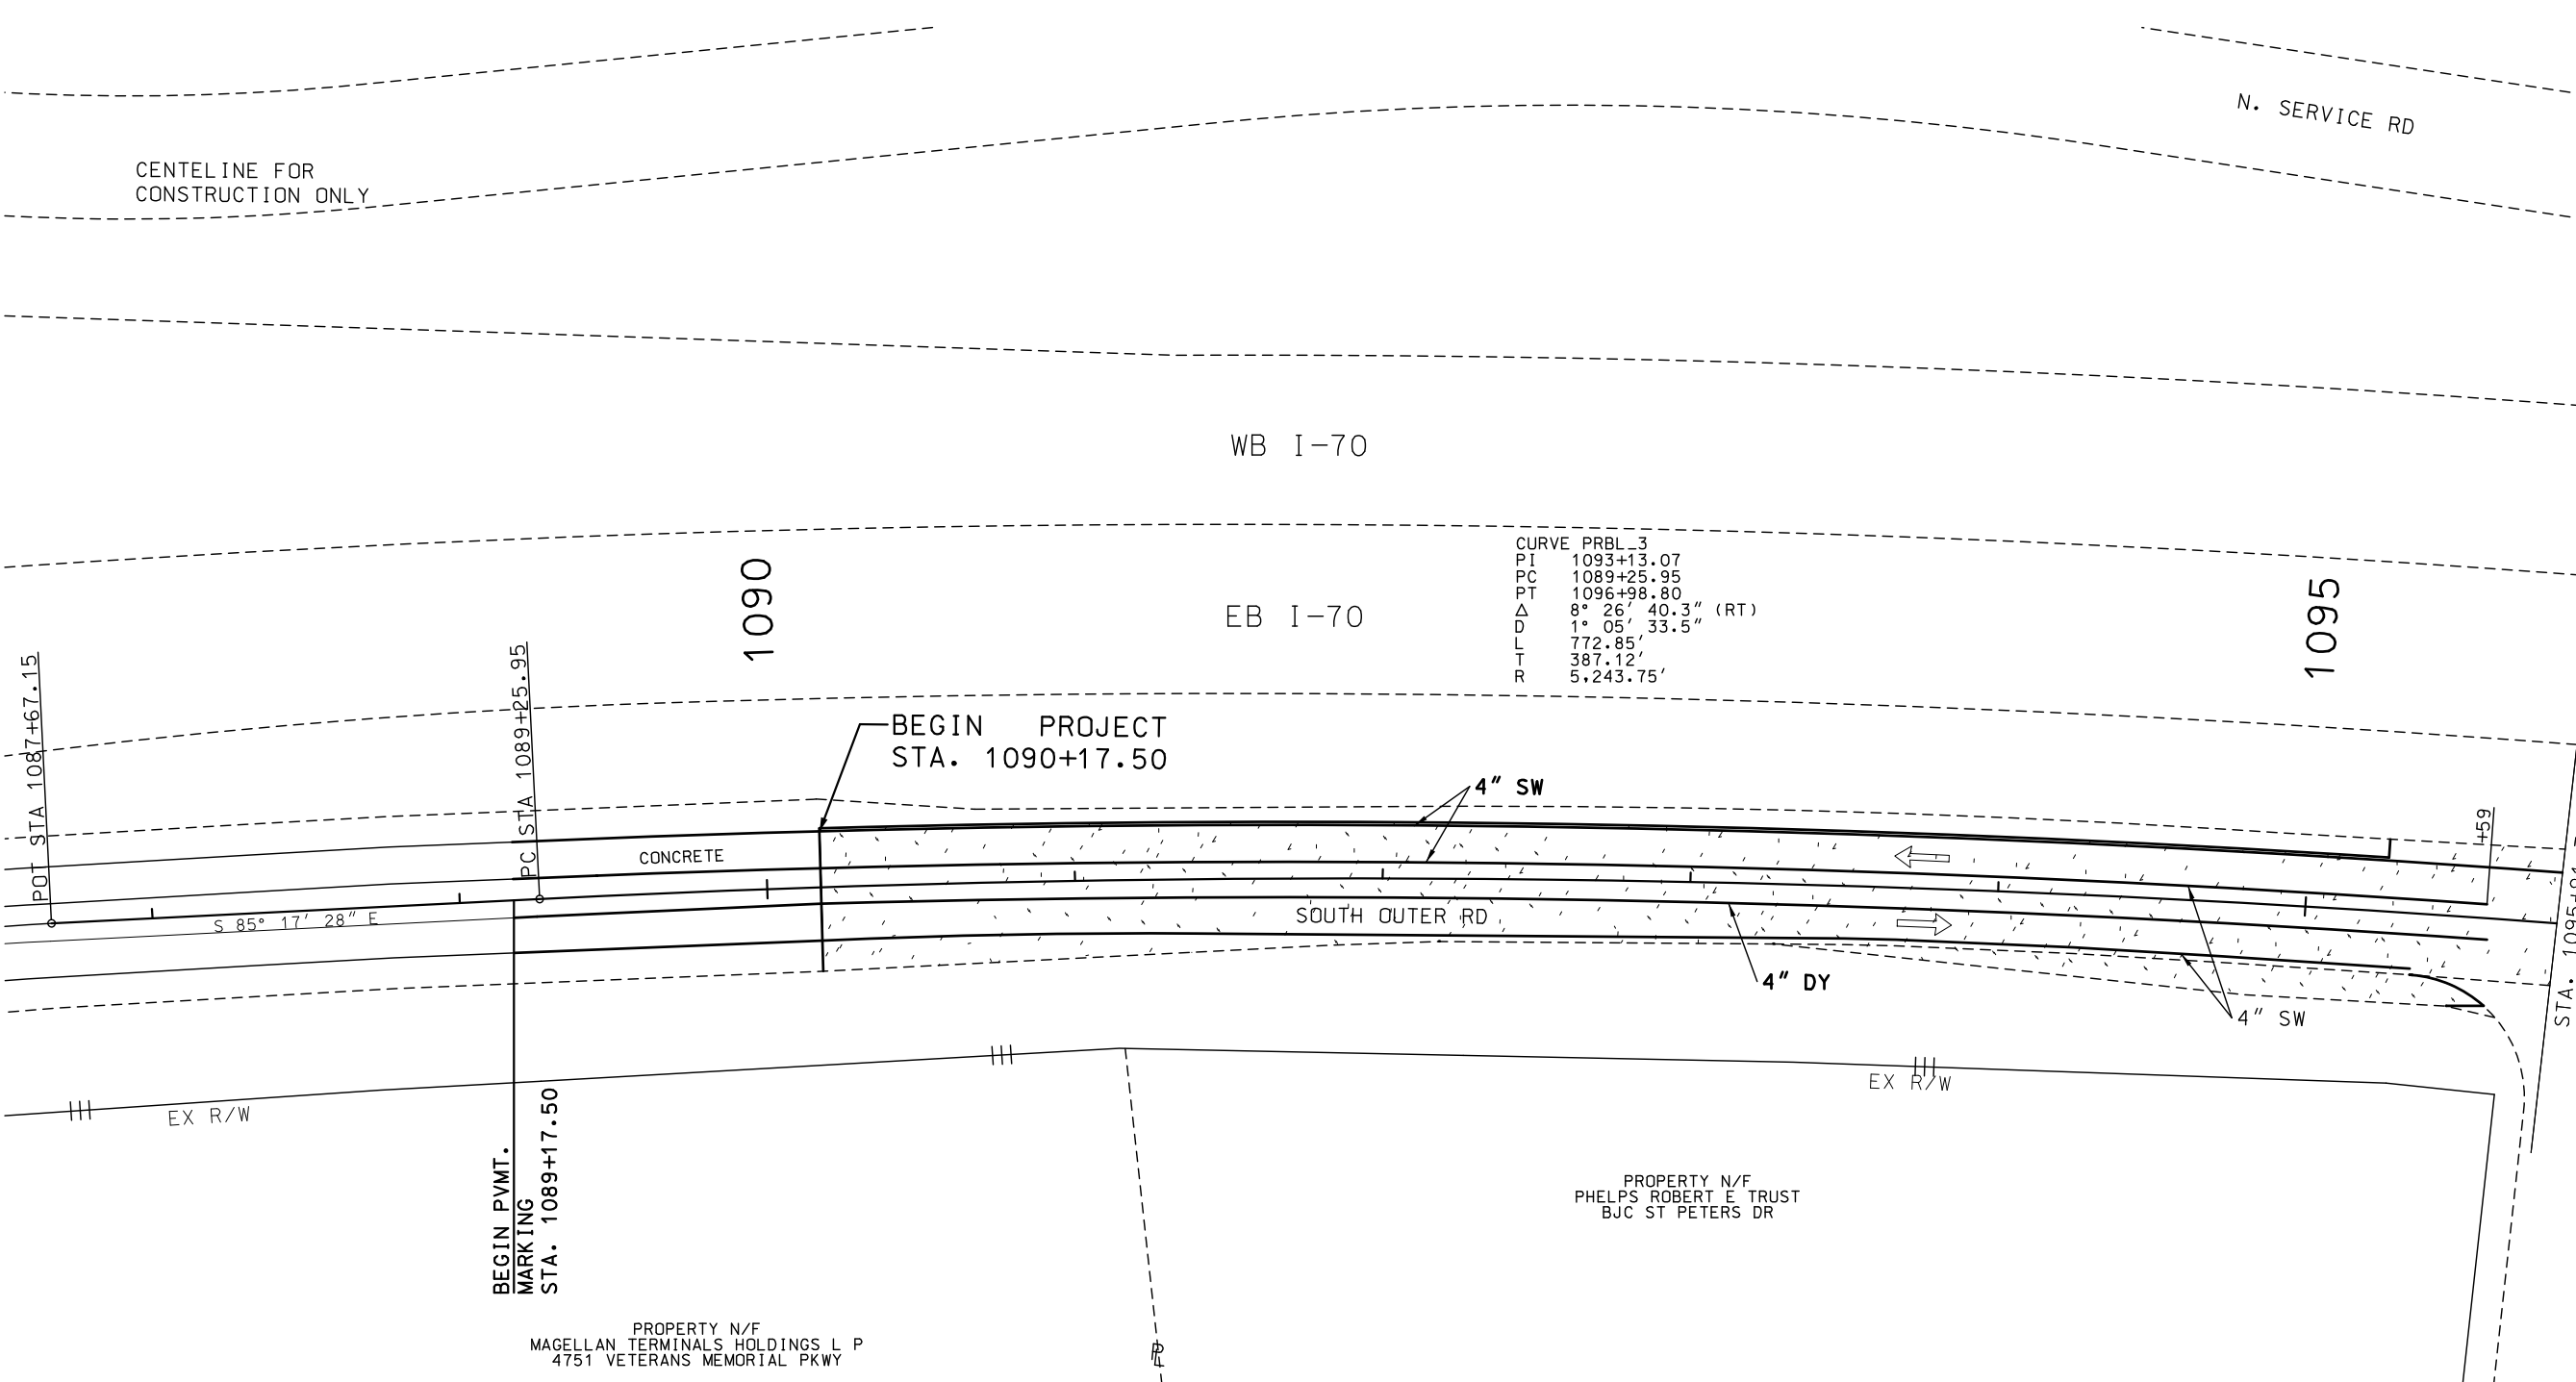 N. SERVICE RD
CENTELINE FOR
CONSTRUCTION ONLY
WB I-70
EB I-70
CURVE PRBL_3
PI 1093+13.07
PC 1089+25.95
PT 1096+98.80
Δ 8° 26' 40.3" (RT)
D 1° 05' 33.5"
L 772.85'
T 387.12'
R 5,243.75'
1090
1095
POT STA 1087+67.15
PC STA 1089+25.95
BEGIN PROJECT
STA. 1090+17.50
4" SW
+59
CONCRETE
S 85° 17' 28" E
SOUTH OUTER RD
4" DY
4" SW
EX R/W
EX R/W
BEGIN PVMT.
MARKING
STA. 1089+17.50
PROPERTY N/F
PHELPS ROBERT E TRUST
BJC ST PETERS DR
PROPERTY N/F
MAGELLAN TERMINALS HOLDINGS L P
4751 VETERANS MEMORIAL PKWY
STA.